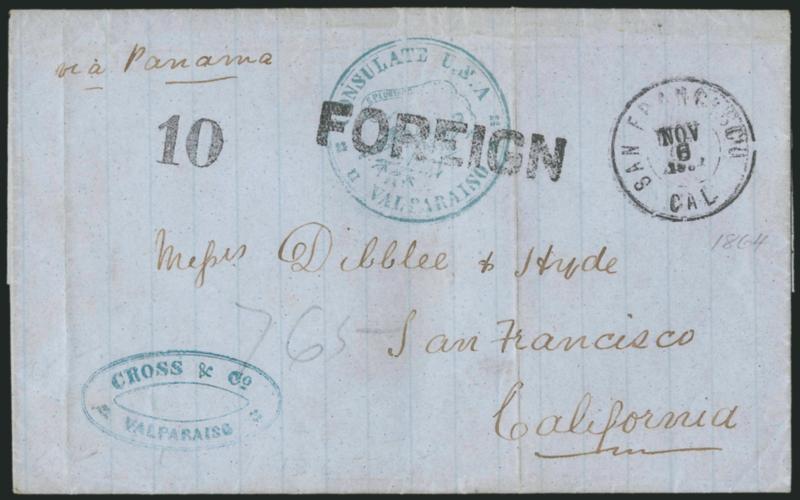 via Panama
10
CONSULATE U.S.A
VALPARAISO
FOREIGN
SAN FRANCISCO
NOV
6
CAL
1864
Messrs Dibblee & Hyde
765
San Francisco
California
CROSS & Co
VALPARAISO